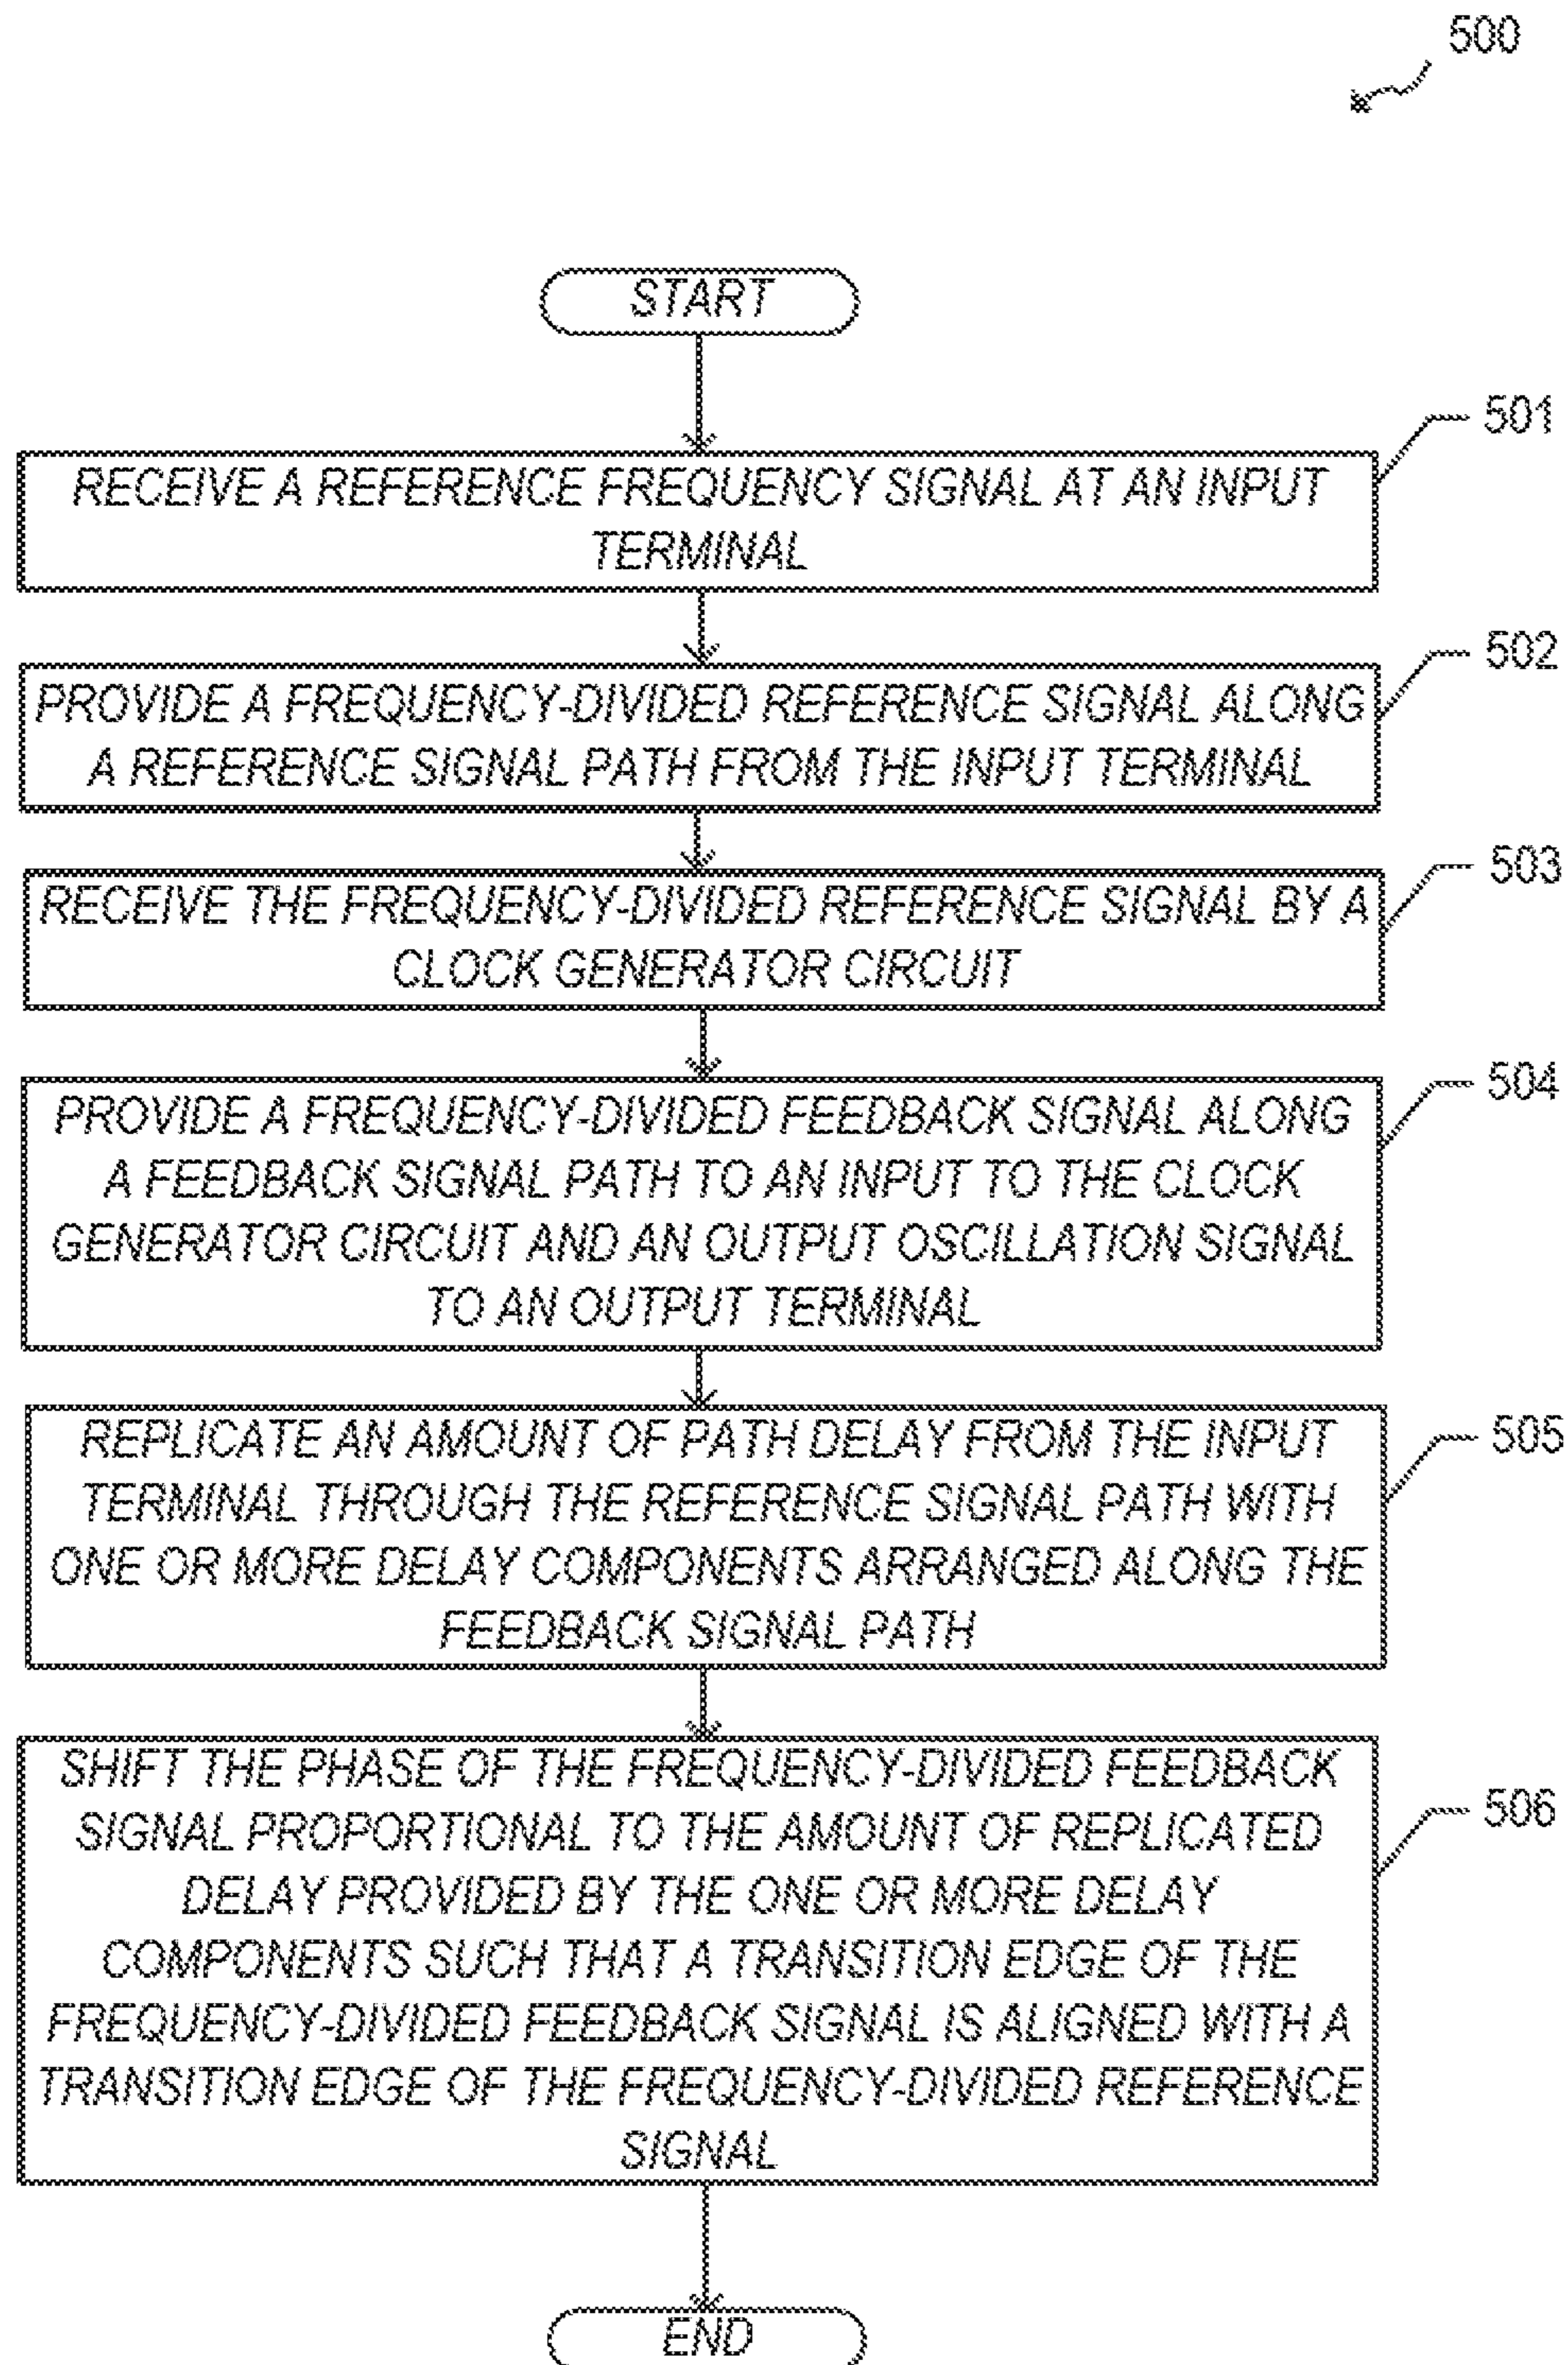 500
START
501
RECEIVE A REFERENCE FREQUENCY SIGNAL AT AN INPUT
TERMINAL
502
PROVIDE A FREQUENCY-DIVIDED REFERENCE SIGNAL ALONG
A REFERENCE SIGNAL PATH FROM THE INPUT TERMINAL
503
RECEIVE THE FREQUENCY-DIVIDED REFERENCE SIGNAL BY A
CLOCK GENERATOR CIRCUIT
504
PROVIDE A FREQUENCY-DIVIDED FEEDBACK SIGNAL ALONG
A FEEDBACK SIGNAL PATH TO AN INPUT TO THE CLOCK
GENERATOR CIRCUIT AND AN OUTPUT OSCILLATION SIGNAL
TO AN OUTPUT TERMINAL
505
REPLICATE AN AMOUNT OF PATH DELAY FROM THE INPUT
TERMINAL THROUGH THE REFERENCE SIGNAL PATH WITH
ONE OR MORE DELAY COMPONENTS ARRANGED ALONG THE
FEEDBACK SIGNAL PATH
506
SHIFT THE PHASE OF THE FREQUENCY-DIVIDED FEEDBACK
SIGNAL PROPORTIONAL TO THE AMOUNT OF REPLICATED
DELAY PROVIDED BY THE ONE OR MORE DELAY
COMPONENTS SUCH THAT A TRANSITION EDGE OF THE
FREQUENCY-DIVIDED FEEDBACK SIGNAL IS ALIGNED WITH A
TRANSITION EDGE OF THE FREQUENCY-DIVIDED REFERENCE
SIGNAL
END